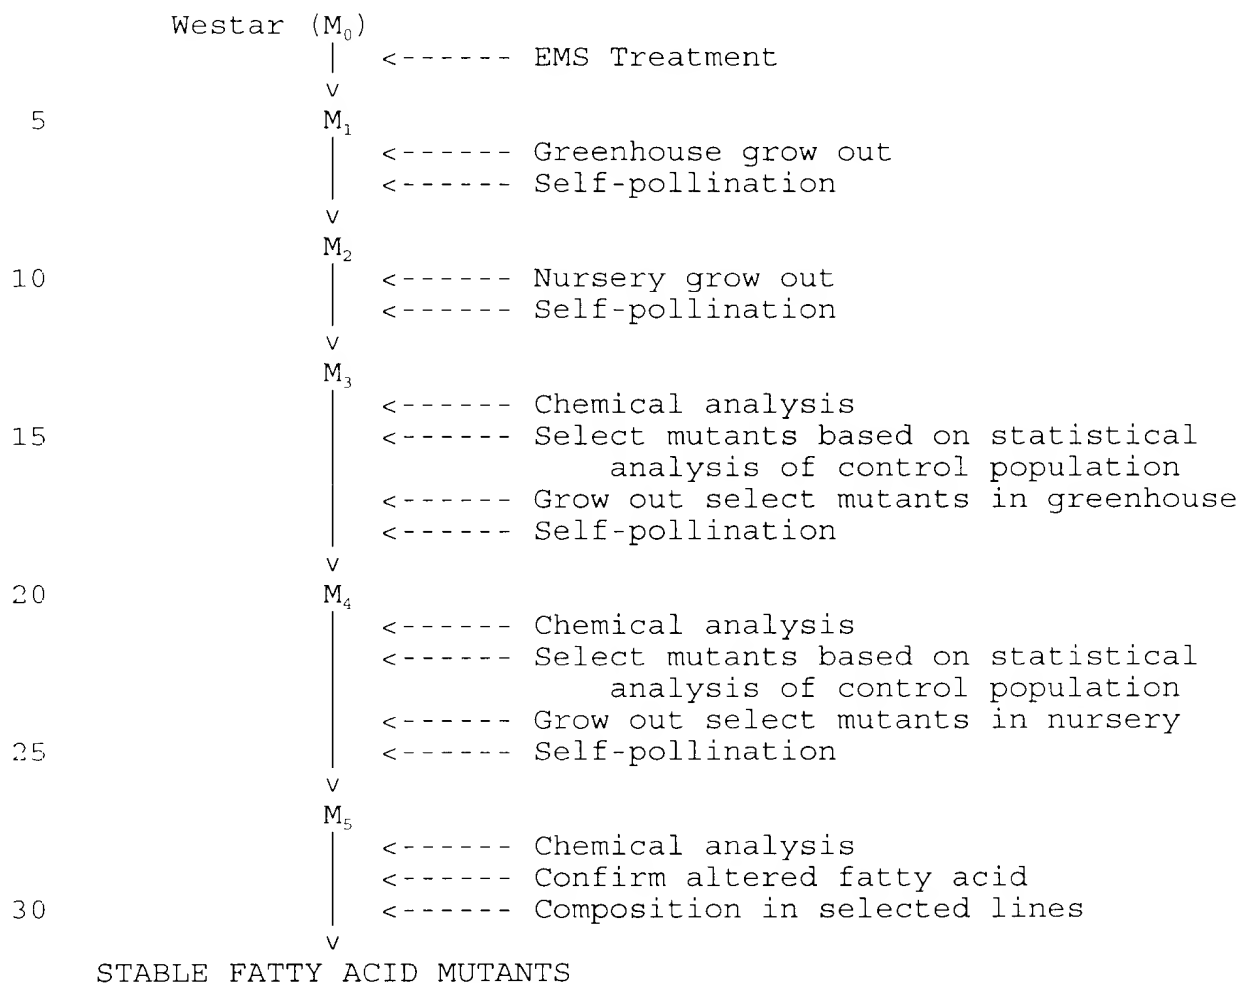 Westar (M₀)
<------ EMS Treatment
v
5 M₁
<------ Greenhouse grow out
<------ Self-pollination
v
M₂
10 <------ Nursery grow out
<------ Self-pollination
v
M₃
<------ Chemical analysis
15 <------ Select mutants based on statistical
analysis of control population
<------ Grow out select mutants in greenhouse
<------ Self-pollination
v
20 M₄
<------ Chemical analysis
<------ Select mutants based on statistical
analysis of control population
<------ Grow out select mutants in nursery
25 <------ Self-pollination
v
M₅
<------ Chemical analysis
<------ Confirm altered fatty acid
30 <------ Composition in selected lines
v
STABLE FATTY ACID MUTANTS